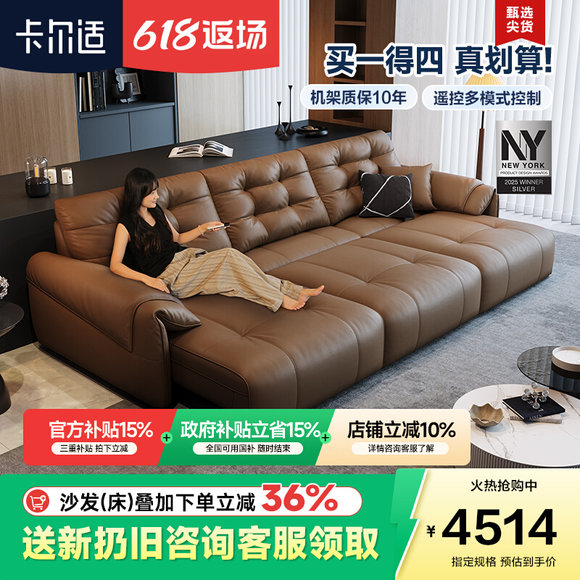 卡尔适
618返场
甄选
尖货
买一得四 真划算!
机架质保10年
遥控多模式控制
NY
NEW YORK
PRODUCT DESIGN AWARDS
2025 WINNER
SILVER
官方补贴15%
三重补贴 拍下立减
+
政府补贴立省15%
全国可用国补 随时结束
+
店铺立减10%
详情咨询客服了解
沙发(床)叠加下单立减36%
送新扔旧咨询客服领取
火热抢购中
¥4514
指定规格 预估到手价